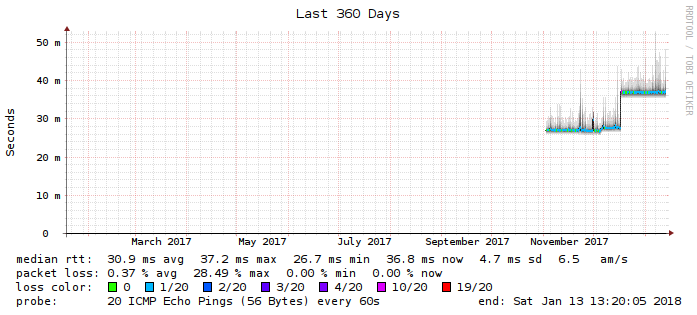 Last 360 Days
RRDTOOL / TOBI OETIKER
Seconds
50 m
40 m
30 m
20 m
10 m
0
March 2017 May 2017 July 2017 September 2017 November 2017
median rtt: 30.9 ms avg 37.2 ms max 26.7 ms min 36.8 ms now 4.7 ms sd 6.5 am/s
packet loss: 0.37 % avg 28.49 % max 0.00 % min 0.00 % now
loss color: 0 1/20 2/20 3/20 4/20 10/20 19/20
probe: 20 ICMP Echo Pings (56 Bytes) every 60s end: Sat Jan 13 13:20:05 2018